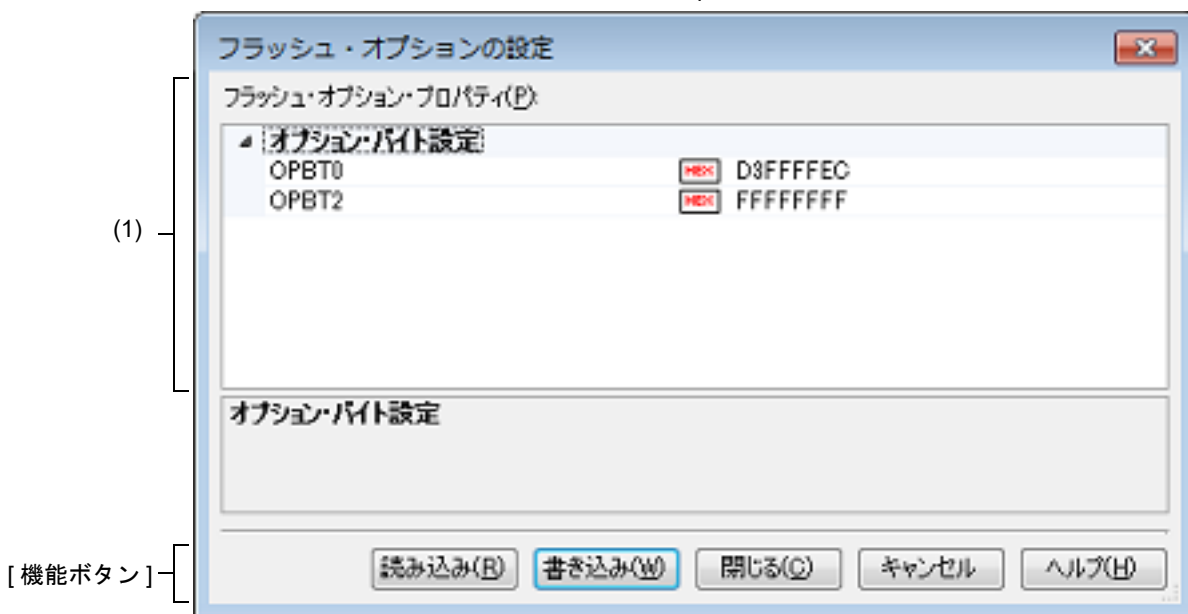 フラッシュ・オプションの設定
フラッシュ・オプション・プロパティ(P):
オプション・バイト設定
OPBT0 HEX D3FFFFEC
OPBT2 HEX FFFFFFFF
(1)
オプション・バイト設定
[ 機能ボタン ]
読み込み(R) 書き込み(W) 閉じる(C) キャンセル ヘルプ(H)